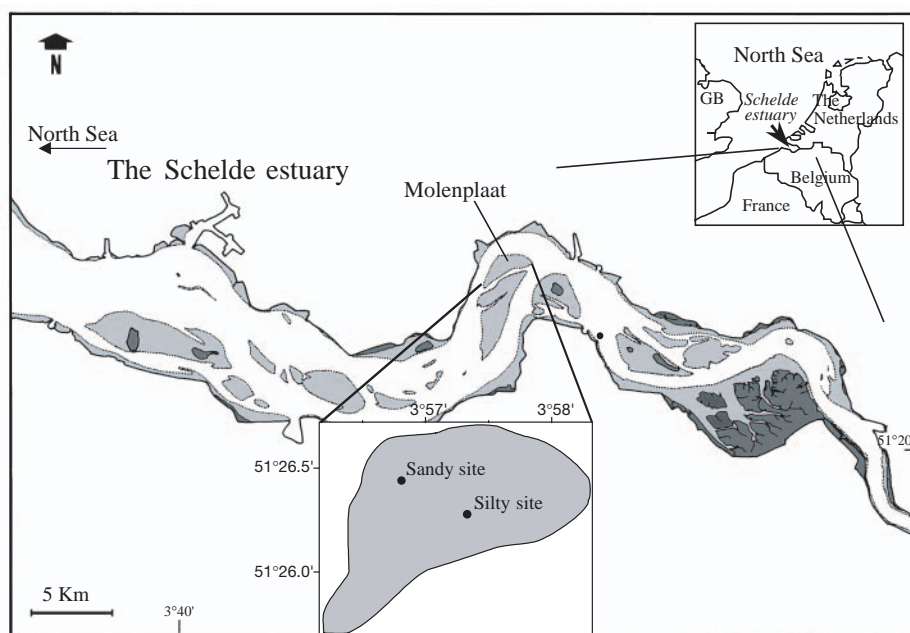 N
North Sea
The Schelde estuary
Molenplaat
North Sea
GB
Schelde
estuary
The
Netherlands
Belgium
France
3°57'
3°58'
51°20'
51°26.5'
Sandy site
Silty site
51°26.0'
5 Km
3°40'